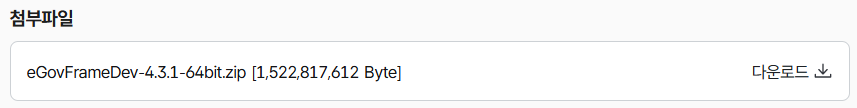 첨부파일
eGovFrameDev-4.3.1-64bit.zip [1,522,817,612 Byte] 다운로드